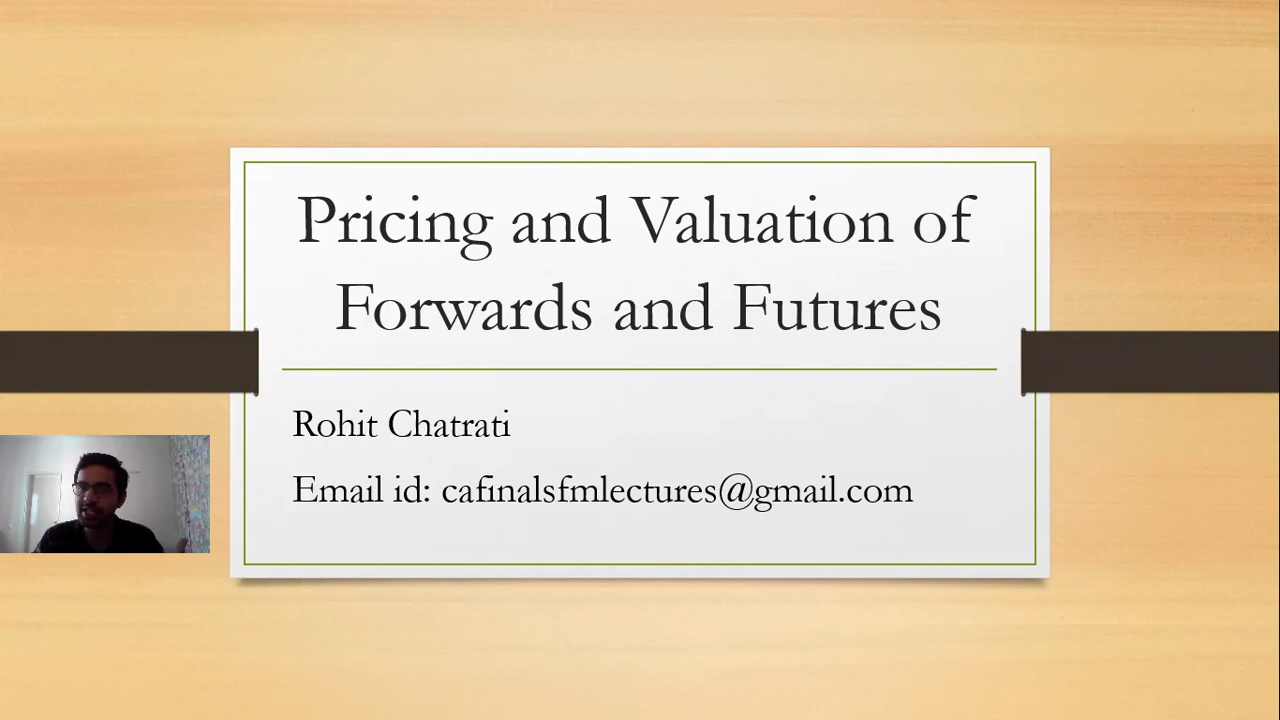 Pricing and Valuation of
Forwards and Futures
Rohit Chatrati
Email id: cafinalsfmlectures@gmail.com